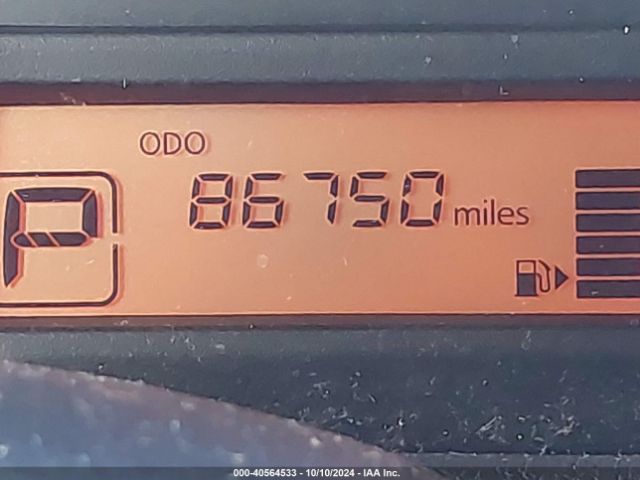 ODO
86750 miles
P
000-40564533 - 10/10/2024 - IAA Inc.